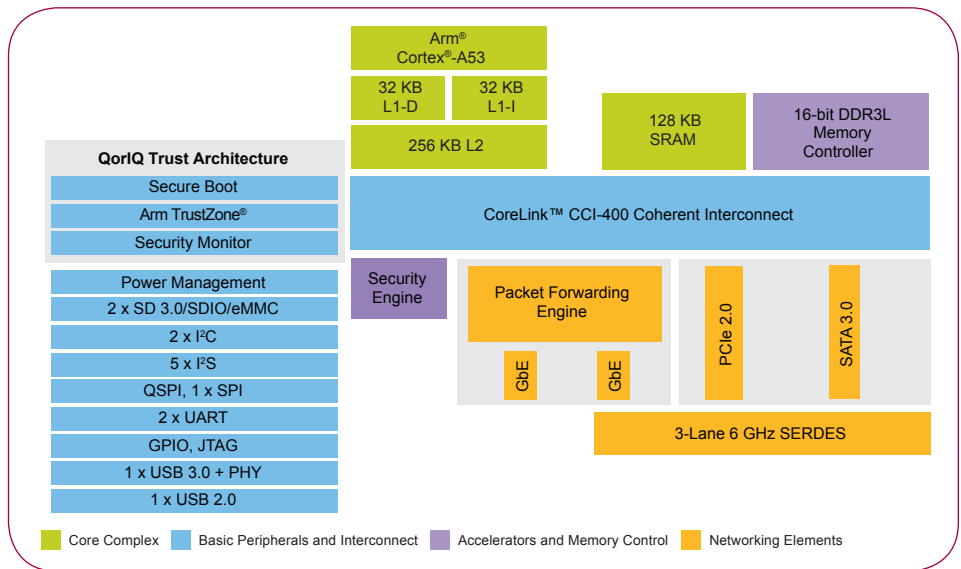 Arm®
Cortex®-A53
32 KB
L1-D
32 KB
L1-I
256 KB L2
128 KB
SRAM
16-bit DDR3L
Memory
Controller
QorIQ Trust Architecture
Secure Boot
Arm TrustZone®
Security Monitor
CoreLink™ CCI-400 Coherent Interconnect
Power Management
2 x SD 3.0/SDIO/eMMC
2 x I²C
5 x I²S
QSPI, 1 x SPI
2 x UART
GPIO, JTAG
1 x USB 3.0 + PHY
1 x USB 2.0
Security
Engine
Packet Forwarding
Engine
GbE
GbE
PCIe 2.0
SATA 3.0
3-Lane 6 GHz SERDES
Core Complex
Basic Peripherals and Interconnect
Accelerators and Memory Control
Networking Elements